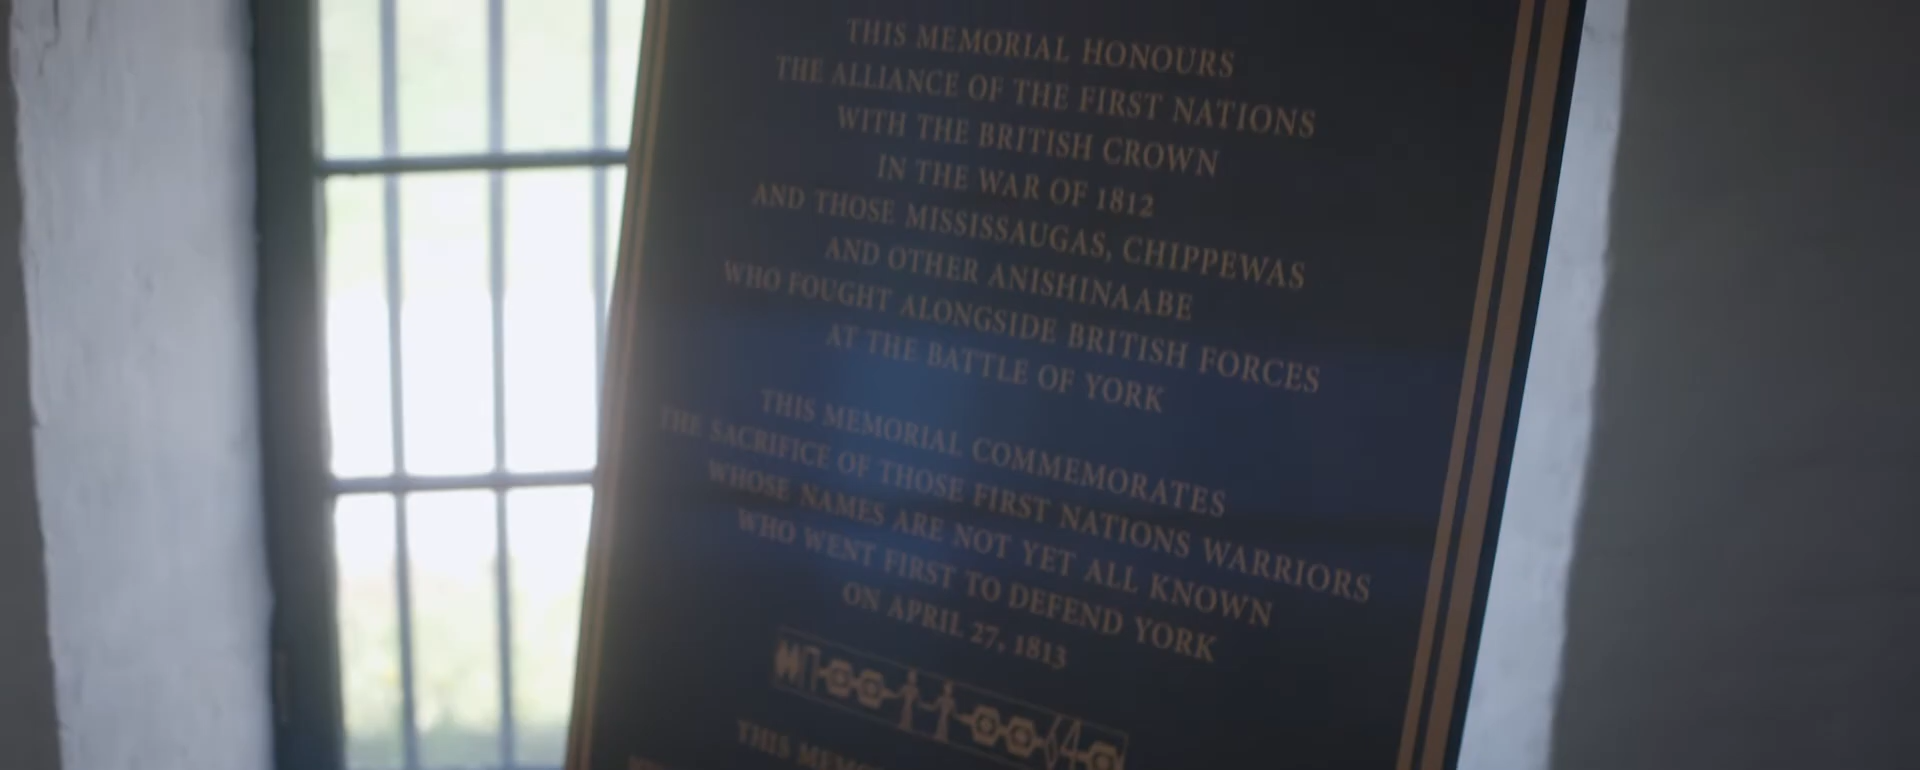 THIS MEMORIAL HONOURS
THE ALLIANCE OF THE FIRST NATIONS
WITH THE BRITISH CROWN
IN THE WAR OF 1812
AND THOSE MISSISSAUGAS, CHIPPEWAS
AND OTHER ANISHINAABE
WHO FOUGHT ALONGSIDE BRITISH FORCES
AT THE BATTLE OF YORK
THIS MEMORIAL COMMEMORATES
THE SACRIFICE OF THOSE FIRST NATIONS WARRIORS
WHOSE NAMES ARE NOT YET ALL KNOWN
WHO WENT FIRST TO DEFEND YORK
ON APRIL 27, 1813
THIS